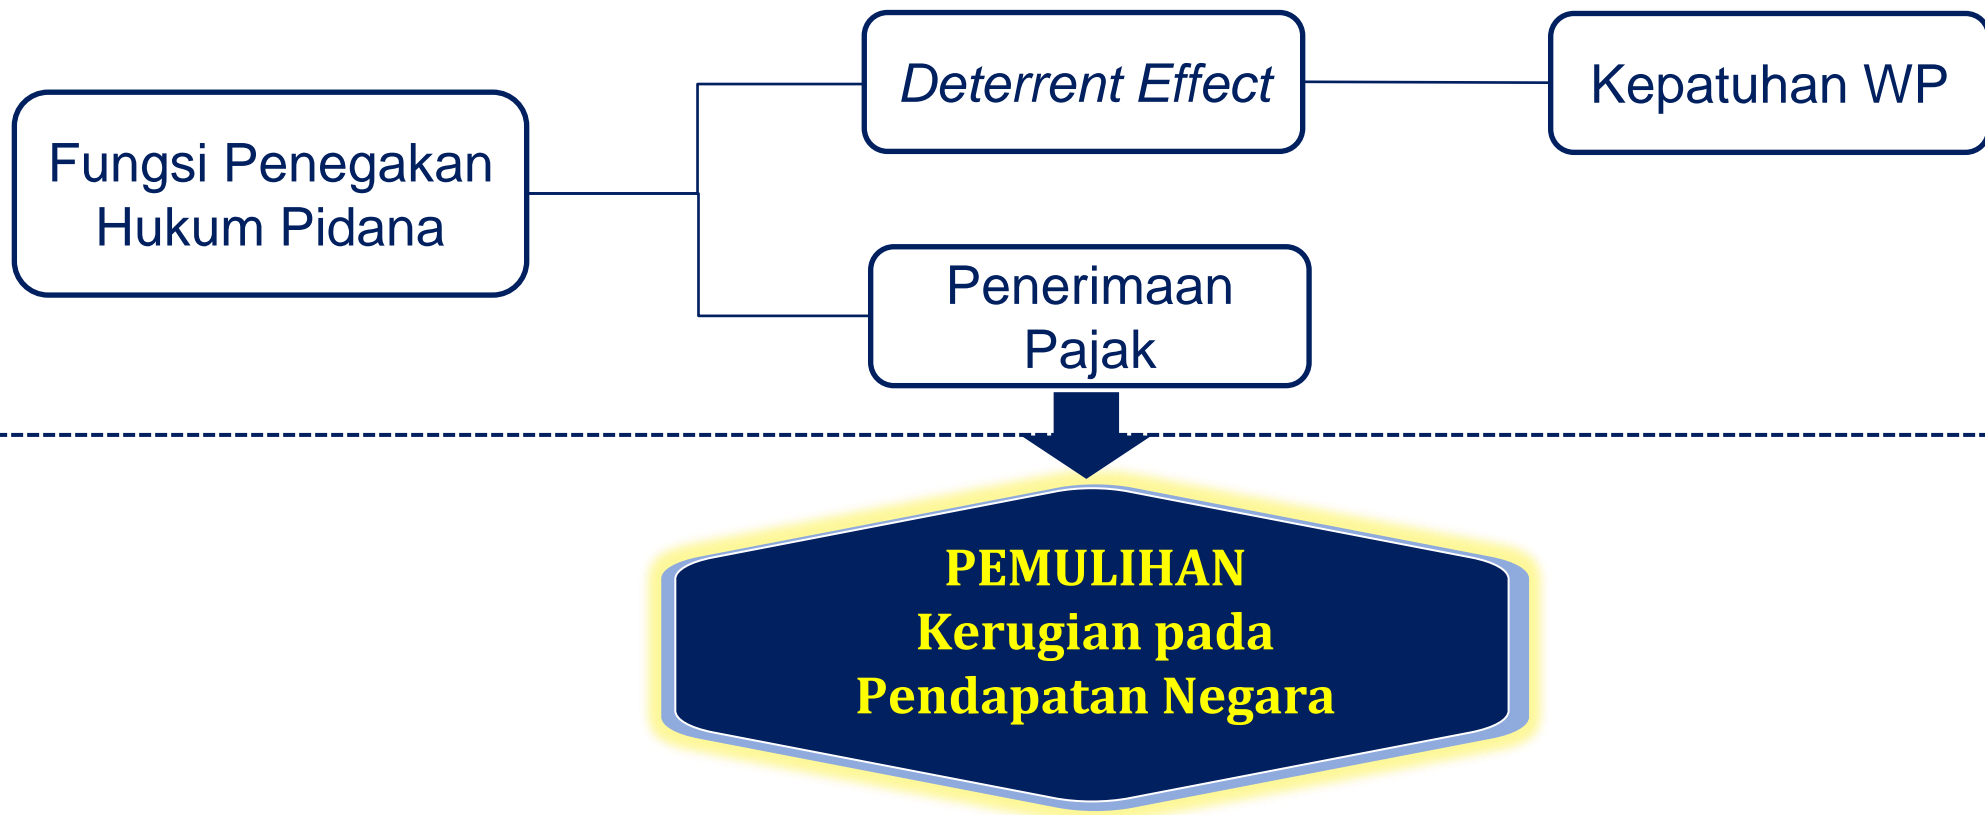 Fungsi Penegakan
Hukum Pidana
Deterrent Effect
Kepatuhan WP
Penerimaan
Pajak
PEMULIHAN
Kerugian pada
Pendapatan Negara